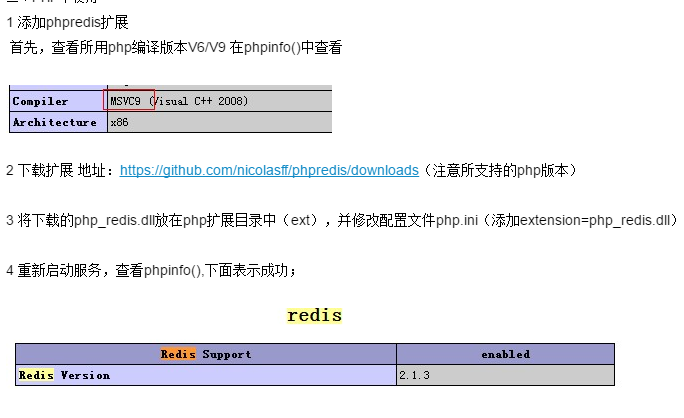 1 添加phpredis扩展
首先，查看所用php编译版本V6/V9 在phpinfo()中查看
Compiler MSVC9 (Visual C++ 2008)
Architecture x86
2 下载扩展 地址：https://github.com/nicolasff/phpredis/downloads（注意所支持的php版本）
3 将下载的php_redis.dll放在php扩展目录中（ext），并修改配置文件php.ini（添加extension=php_redis.dll）
4 重新启动服务，查看phpinfo(),下面表示成功；
redis
Redis Support enabled
Redis Version 2.1.3